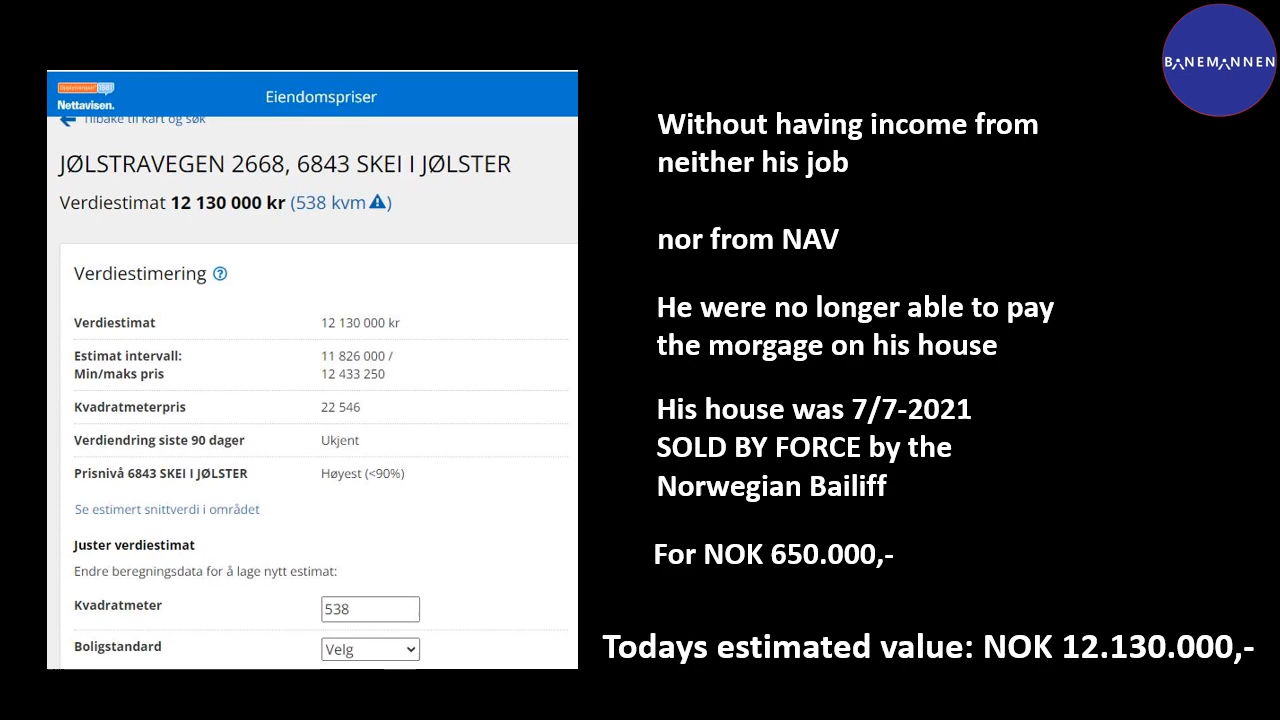 BANEMANNEN
Opplysningen 1881
Nettavisen.
Eiendomspriser
Tilbake til kart og søk
JØLSTRAVEGEN 2668, 6843 SKEI I JØLSTER
Verdiestimat 12 130 000 kr (538 kvm)
Verdiestimering ?
Verdiestimat 12 130 000 kr
Estimat intervall: 11 826 000 /
Min/maks pris 12 433 250
Kvadratmeterpris 22 546
Verdiendring siste 90 dager Ukjent
Prisnivå 6843 SKEI I JØLSTER Høyest (<90%)
Se estimert snittverdi i området
Juster verdiestimat
Endre beregningsdata for å lage nytt estimat:
Kvadratmeter 538
Boligstandard Velg
Without having income from
neither his job
nor from NAV
He were no longer able to pay
the morgage on his house
His house was 7/7-2021
SOLD BY FORCE by the
Norwegian Bailiff
For NOK 650.000,-
Todays estimated value: NOK 12.130.000,-